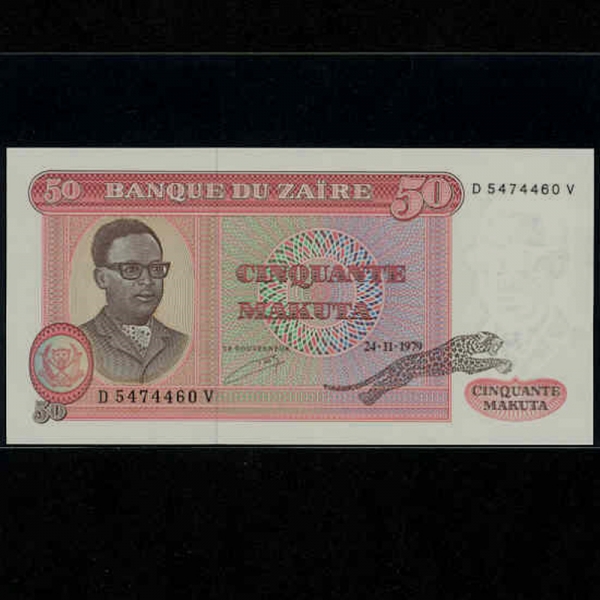 50 BANQUE DU ZAÏRE 50
D 5474460 V
CINQUANTE
MAKUTA
LE GOUVERNEUR
24-11-1979
D 5474460 V
50
CINQUANTE
MAKUTA